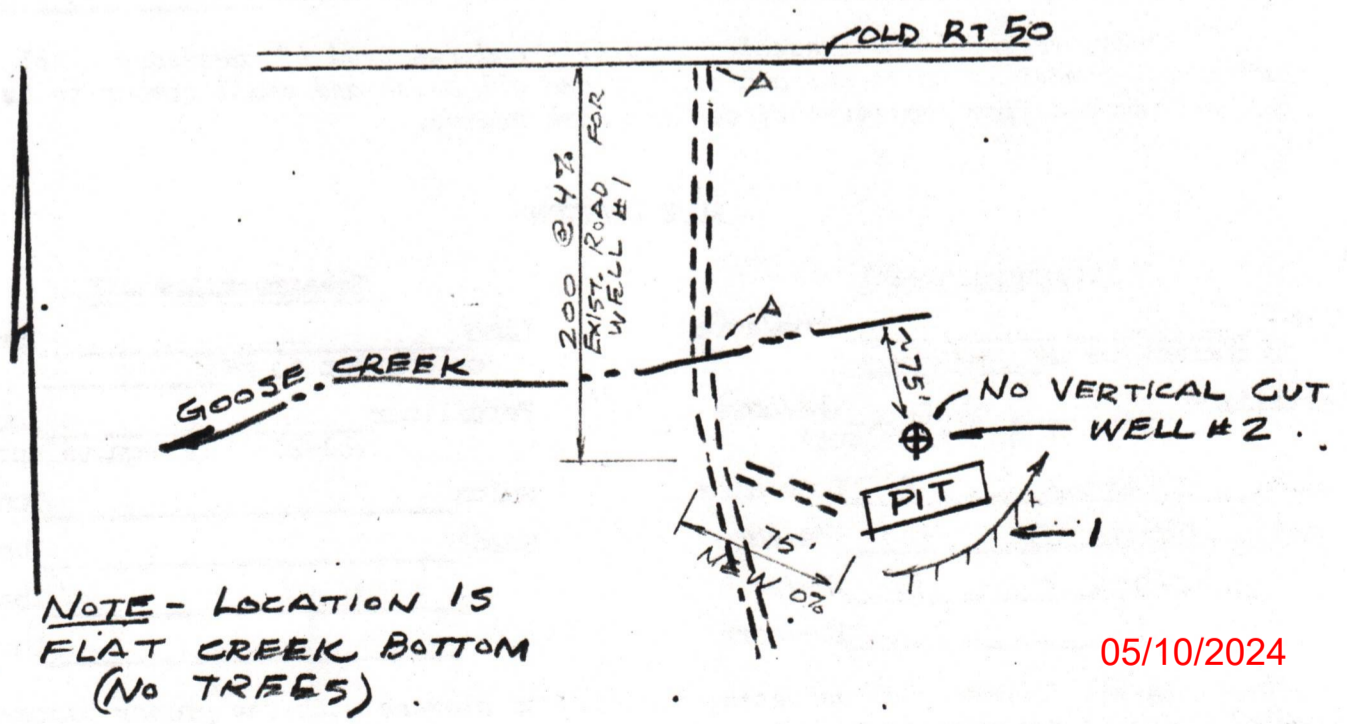 OLD RT 50
A
200 @ 4%
EXIST. ROAD FOR
WELL #1
A
GOOSE CREEK
~75'
NO VERTICAL CUT
WELL #2.
PIT
1
75'
NEW
0%
NOTE - LOCATION IS
FLAT CREEK BOTTOM
(NO TREES)
05/10/2024